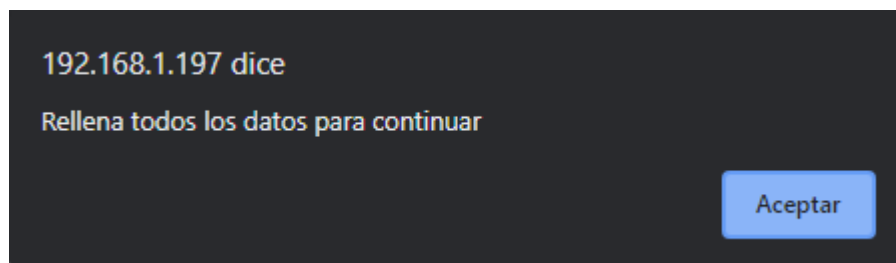 192.168.1.197 dice
Rellena todos los datos para continuar
Aceptar